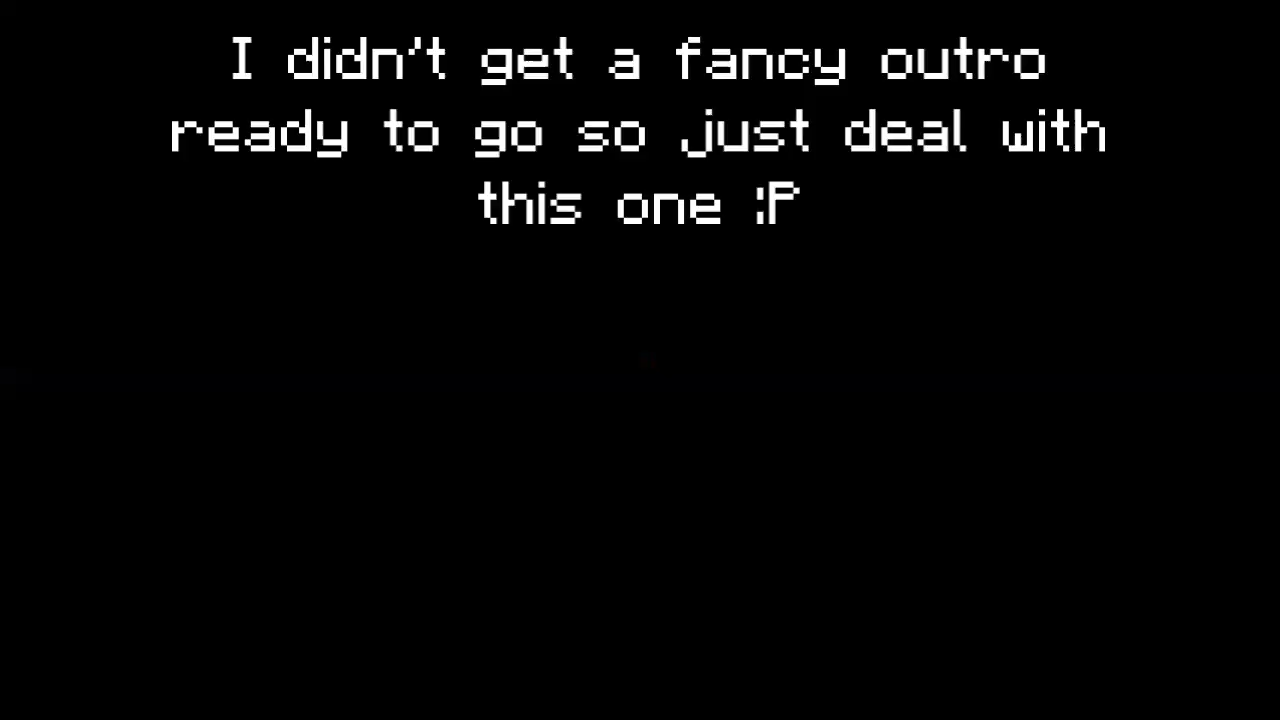 I didn't get a fancy outro
ready to go so just deal with
this one :P